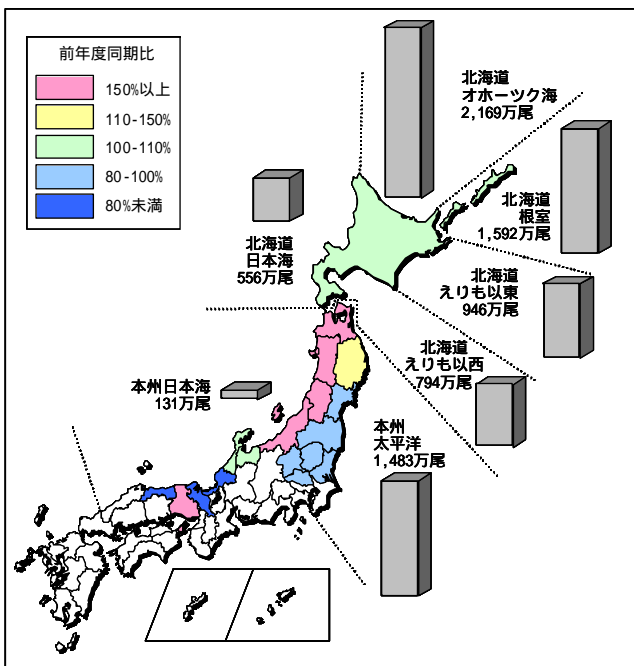 前年度同期比
150%以上
110-150%
100-110%
80-100%
80%未満
北海道
オホーツク海
2,169万尾
北海道
根室
1,592万尾
北海道
日本海
556万尾
北海道
えりも以東
946万尾
北海道
えりも以西
794万尾
本州日本海
131万尾
本州
太平洋
1,483万尾